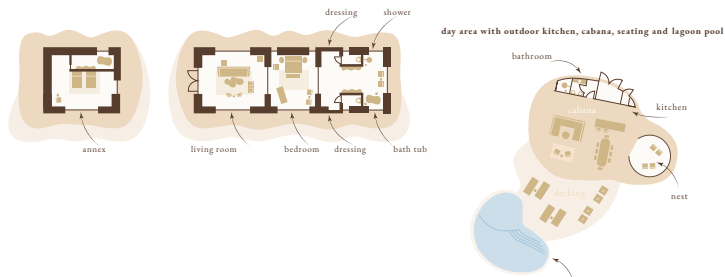 dressing
shower
day area with outdoor kitchen, cabana, seating and lagoon pool
bathroom
cabana
kitchen
annex
living room
bedroom
dressing
bath tub
decking
nest